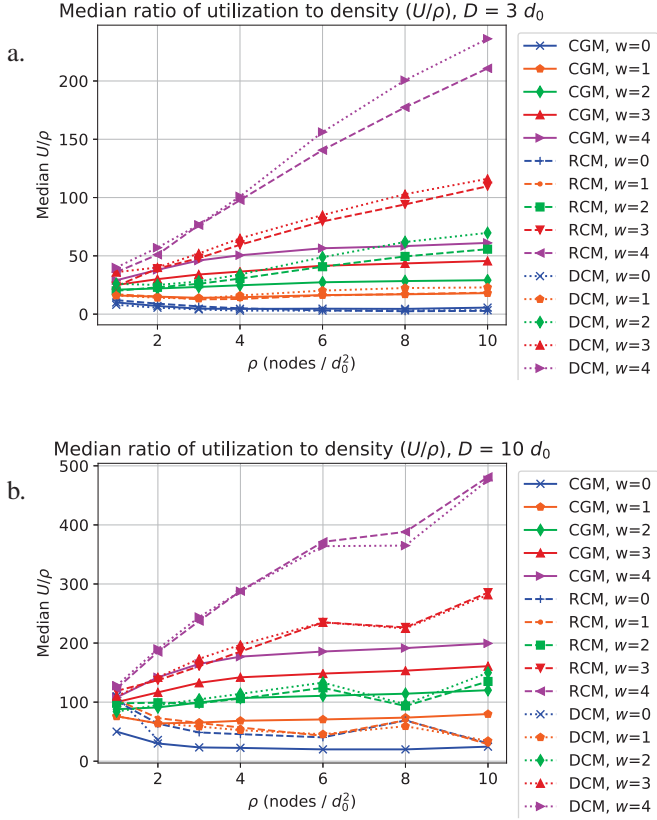 Median ratio of utilization to density (U/ρ), D = 3 d₀
a.
250
200
150
100
50
0
Median U/ρ
2
4
6
8
10
ρ (nodes / d₀²)
CGM, w=0
CGM, w=1
CGM, w=2
CGM, w=3
CGM, w=4
RCM, w=0
RCM, w=1
RCM, w=2
RCM, w=3
RCM, w=4
DCM, w=0
DCM, w=1
DCM, w=2
DCM, w=3
DCM, w=4
Median ratio of utilization to density (U/ρ), D = 10 d₀
b.
500
400
300
200
100
0
Median U/ρ
2
4
6
8
10
ρ (nodes / d₀²)
CGM, w=0
CGM, w=1
CGM, w=2
CGM, w=3
CGM, w=4
RCM, w=0
RCM, w=1
RCM, w=2
RCM, w=3
RCM, w=4
DCM, w=0
DCM, w=1
DCM, w=2
DCM, w=3
DCM, w=4